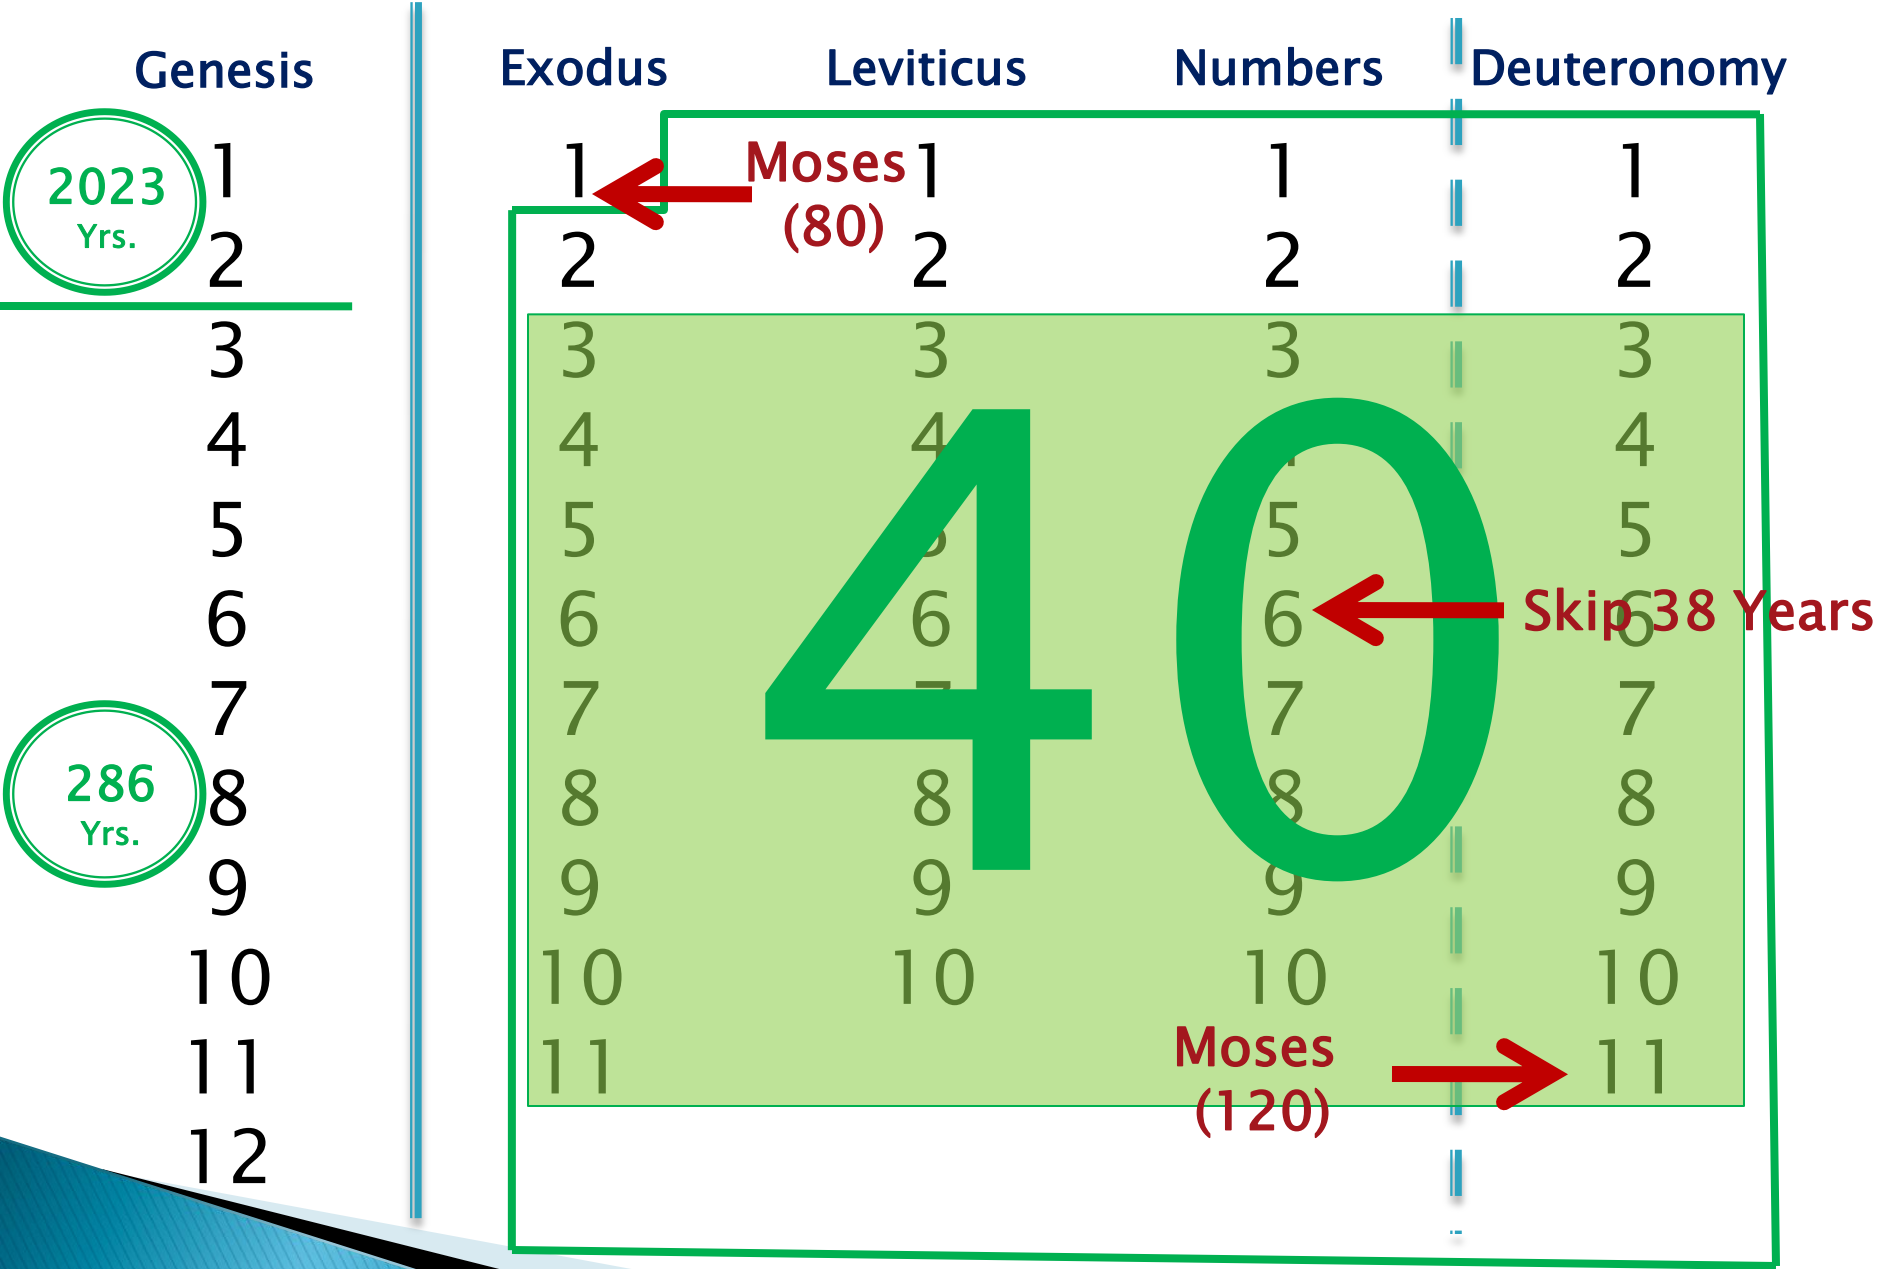 Genesis Exodus Leviticus Numbers Deuteronomy
2023 1 1 Moses 1 1 1
Yrs. 2 2 (80) 2 2 2
3 3 3 3 3
4 4 4 4
5 5 5 5
40
6 6 6 6 Skip 38 Years 6
7 7 7 7
286 8 8 8 8 8
Yrs.
9 9 9 9 9
10 10 10 10 10
11 11 Moses 11
(120)
12